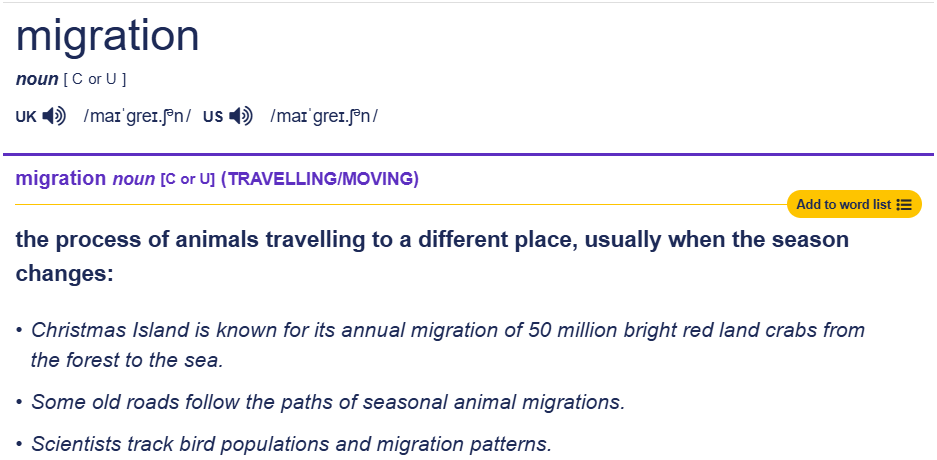 migration
noun [ C or U ]
UK /maɪˈɡreɪ.ʃᵊn/ US /maɪˈɡreɪ.ʃᵊn/
migration noun [C or U] (TRAVELLING/MOVING)
Add to word list
the process of animals travelling to a different place, usually when the season
changes:
• Christmas Island is known for its annual migration of 50 million bright red land crabs from
the forest to the sea.
• Some old roads follow the paths of seasonal animal migrations.
• Scientists track bird populations and migration patterns.